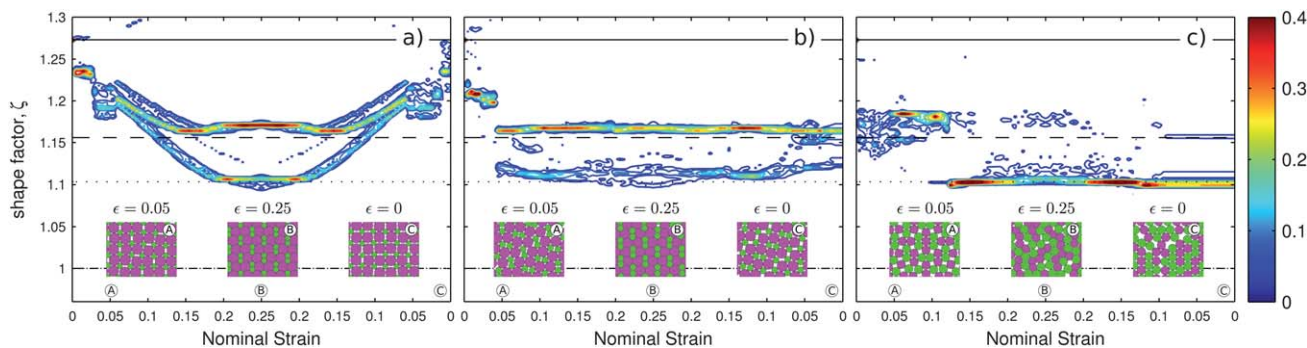 1.3
1.25
1.2
1.15
1.1
1.05
1
shape factor, ζ
a)
ϵ = 0.05
ϵ = 0.25
ϵ = 0
A
B
C
A
B
C
0 0.05 0.1 0.15 0.2 0.25 0.2 0.15 0.1 0.05 0
Nominal Strain
b)
ϵ = 0.05
ϵ = 0.25
ϵ = 0
A
B
C
A
B
C
0 0.05 0.1 0.15 0.2 0.25 0.2 0.15 0.1 0.05 0
Nominal Strain
c)
ϵ = 0.05
ϵ = 0.25
ϵ = 0
A
B
C
A
B
C
0 0.05 0.1 0.15 0.2 0.25 0.2 0.15 0.1 0.05 0
Nominal Strain
0.4
0.3
0.2
0.1
0